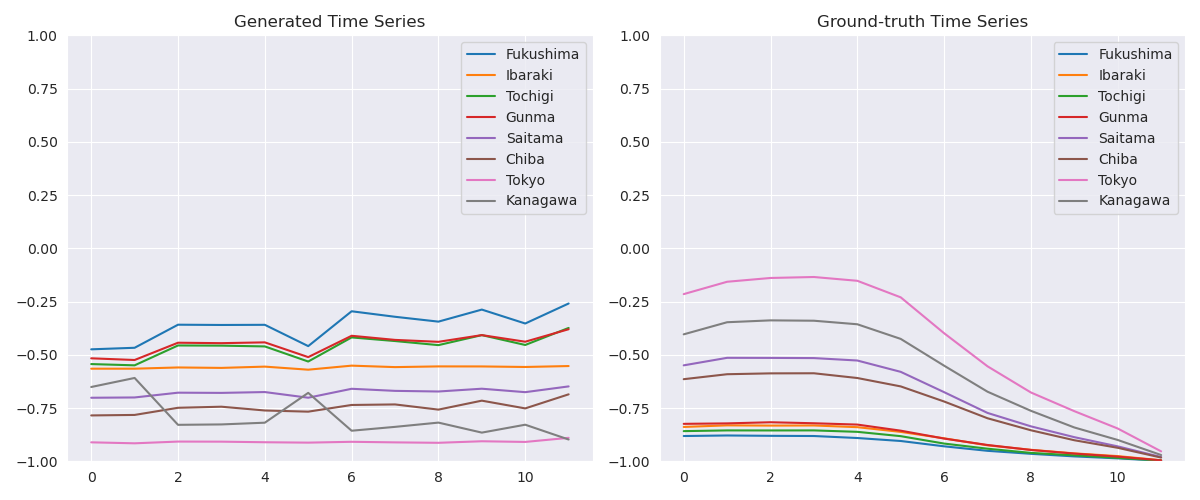 Generated Time Series
1.00
0.75
0.50
0.25
0.00
−0.25
−0.50
−0.75
−1.00
0 2 4 6 8 10
Fukushima
Ibaraki
Tochigi
Gunma
Saitama
Chiba
Tokyo
Kanagawa
Ground-truth Time Series
1.00
0.75
0.50
0.25
0.00
−0.25
−0.50
−0.75
−1.00
0 2 4 6 8 10
Fukushima
Ibaraki
Tochigi
Gunma
Saitama
Chiba
Tokyo
Kanagawa